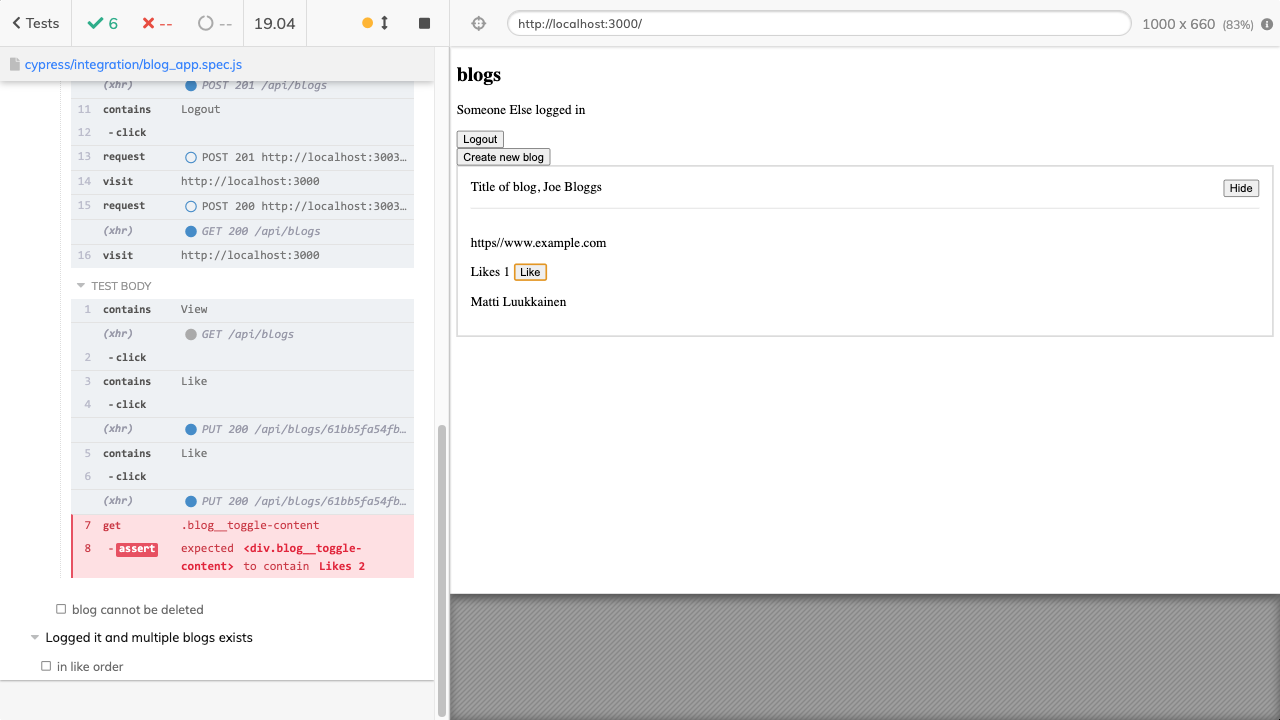 Tests
6
--
--
19.04
http://localhost:3000/
1000 x 660 (83%)
cypress/integration/blog_app.spec.js
(xhr) POST 201 /api/blogs
11 contains Logout
12 - click
13 request POST 201 http://localhost:3003…
14 visit http://localhost:3000
15 request POST 200 http://localhost:3003…
(xhr) GET 200 /api/blogs
16 visit http://localhost:3000
TEST BODY
1 contains View
(xhr) GET /api/blogs
2 - click
3 contains Like
4 - click
(xhr) PUT 200 /api/blogs/61bb5fa54fb…
5 contains Like
6 - click
(xhr) PUT 200 /api/blogs/61bb5fa54fb…
7 get .blog__toggle-content
8 - assert expected <div.blog__toggle-
content> to contain Likes 2
blog cannot be deleted
Logged it and multiple blogs exists
in like order
blogs
Someone Else logged in
Logout
Create new blog
Title of blog, Joe Bloggs Hide
https//www.example.com
Likes 1 Like
Matti Luukkainen